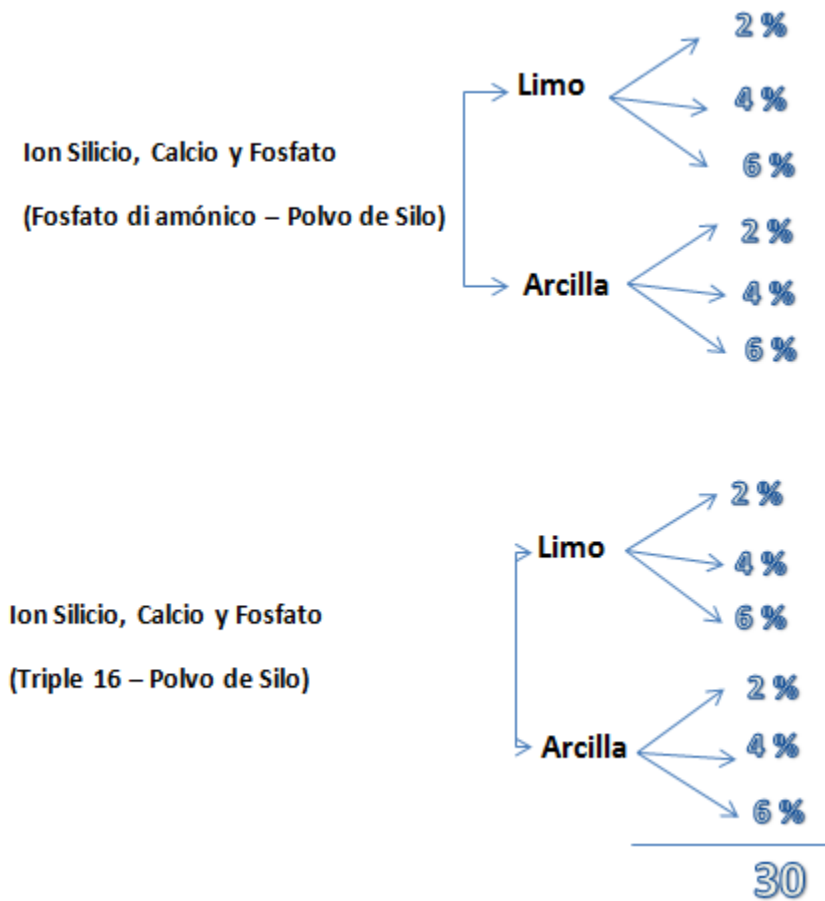 2 %
Limo
4 %
Ion Silicio, Calcio y Fosfato
6 %
(Fosfato di amónico – Polvo de Silo)
2 %
Arcilla
4 %
6 %
2 %
Limo
4 %
Ion Silicio, Calcio y Fosfato
6 %
(Triple 16 – Polvo de Silo)
2 %
Arcilla
4 %
6 %
30